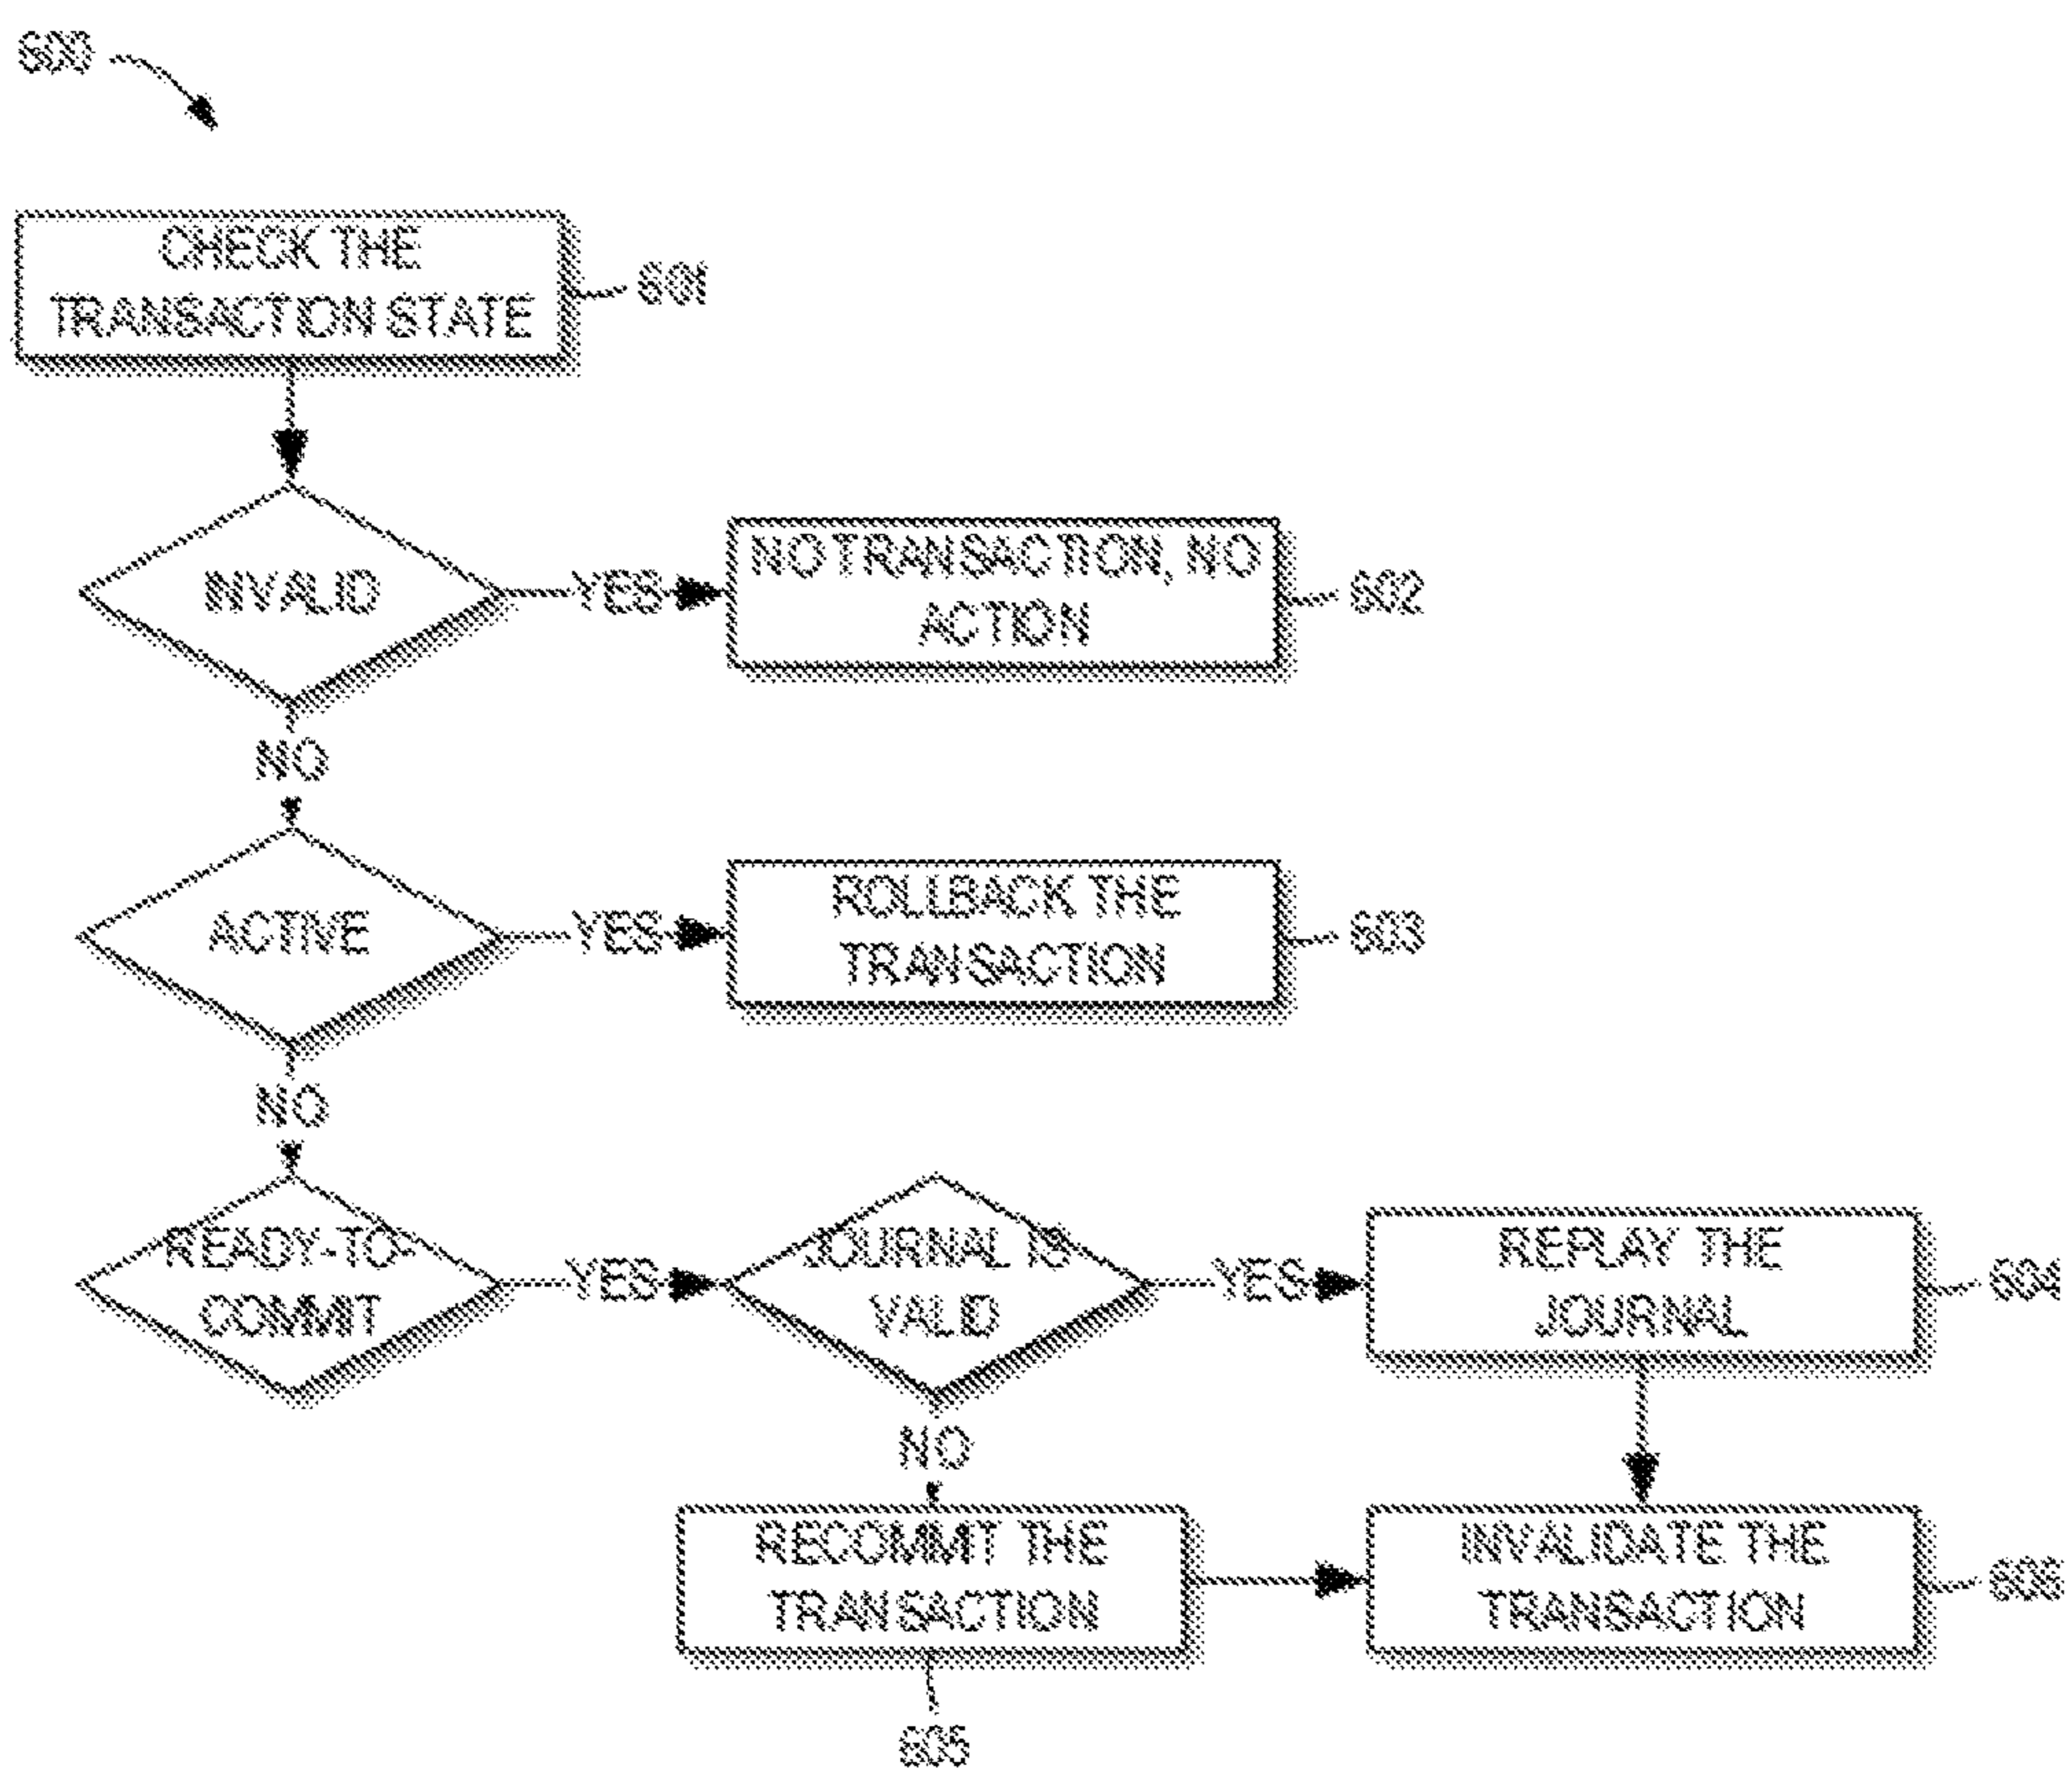 600
CHECK THE
TRANSACTION STATE
601
INVALID
YES
NO TRANSACTION, NO
ACTION
602
NO
ACTIVE
YES
ROLLBACK THE
TRANSACTION
603
NO
READY-TO-
COMMIT
YES
JOURNAL IS
VALID
YES
REPLAY THE
JOURNAL
604
NO
RECOMMIT THE
TRANSACTION
605
INVALIDATE THE
TRANSACTION
606